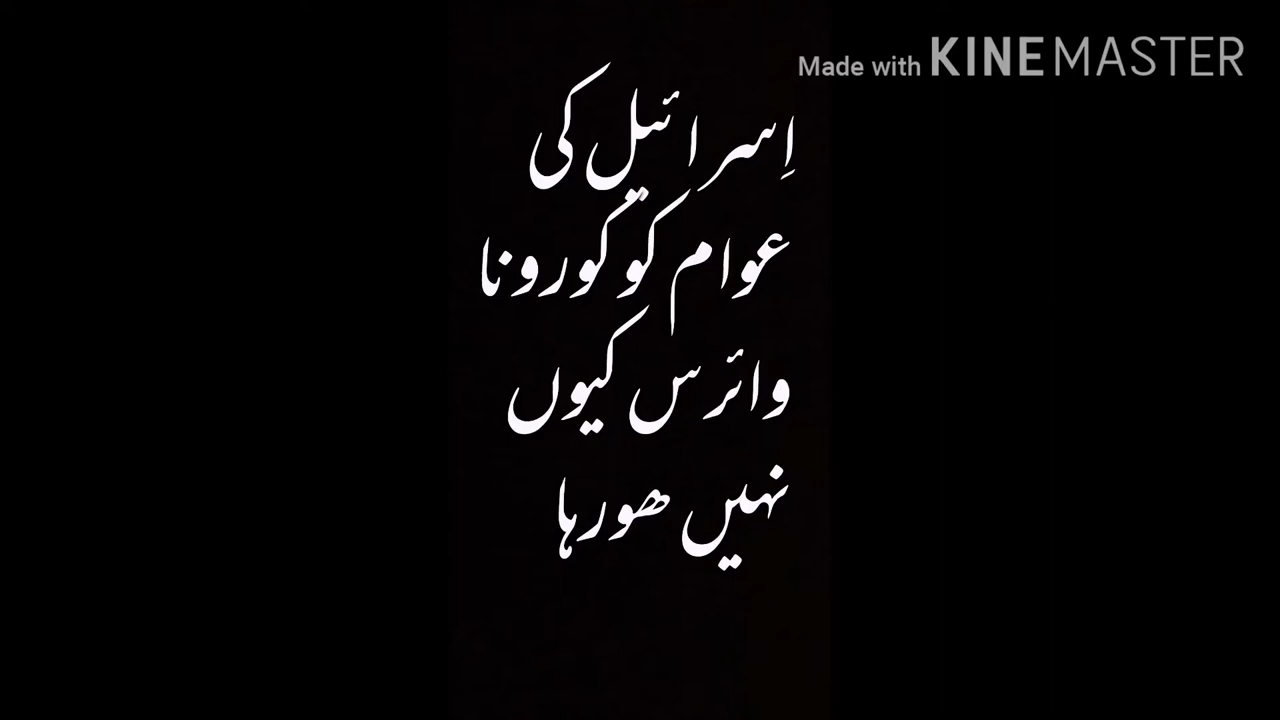 Made with KINEMASTER
اِسرائیل کی
عوام کو کورونا
وائرس کیوں
نہیں ھورہا